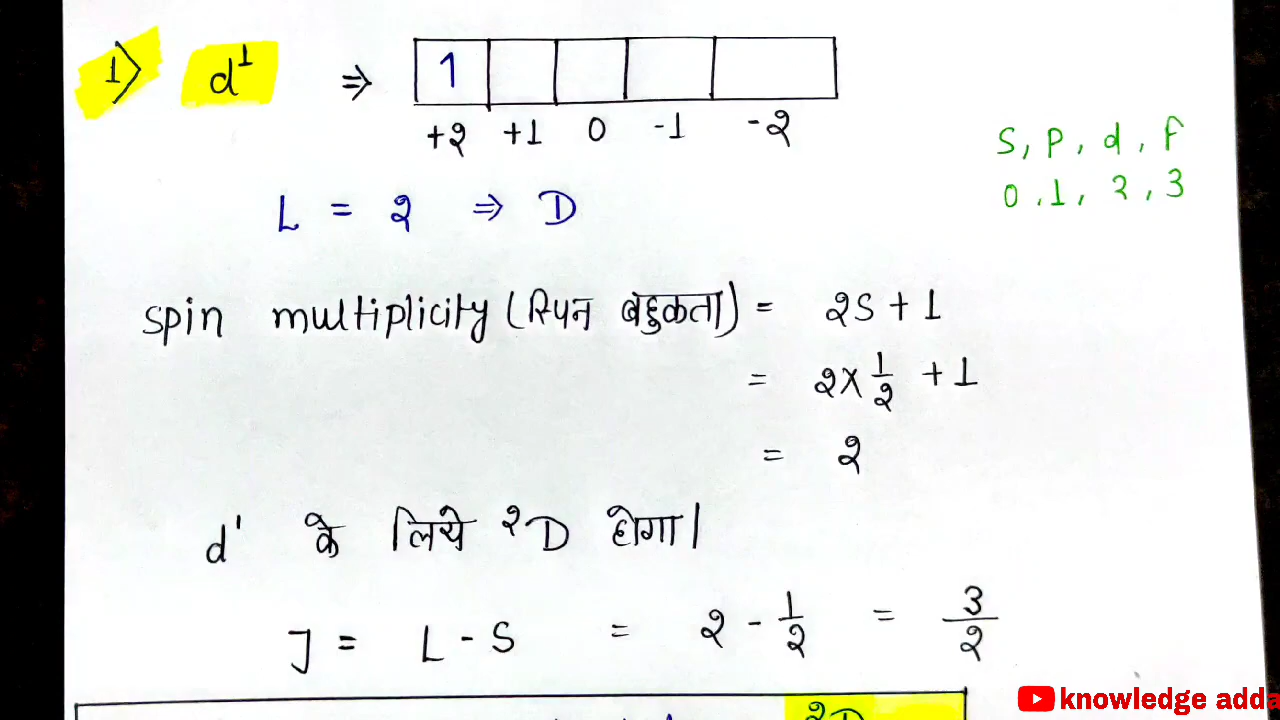 1) d¹ ⇒ 1
+2 +1 0 -1 -2
S, P, d, F
0, 1, 2, 3
L = 2 ⇒ D
spin multiplicity (स्पिन बहुकता) = 2S + 1
= 2 × 1/2 + 1
= 2
d' के लिये ²D होगा।
J = L - S = 2 - 1/2 = 3/2
²D
knowledge adda